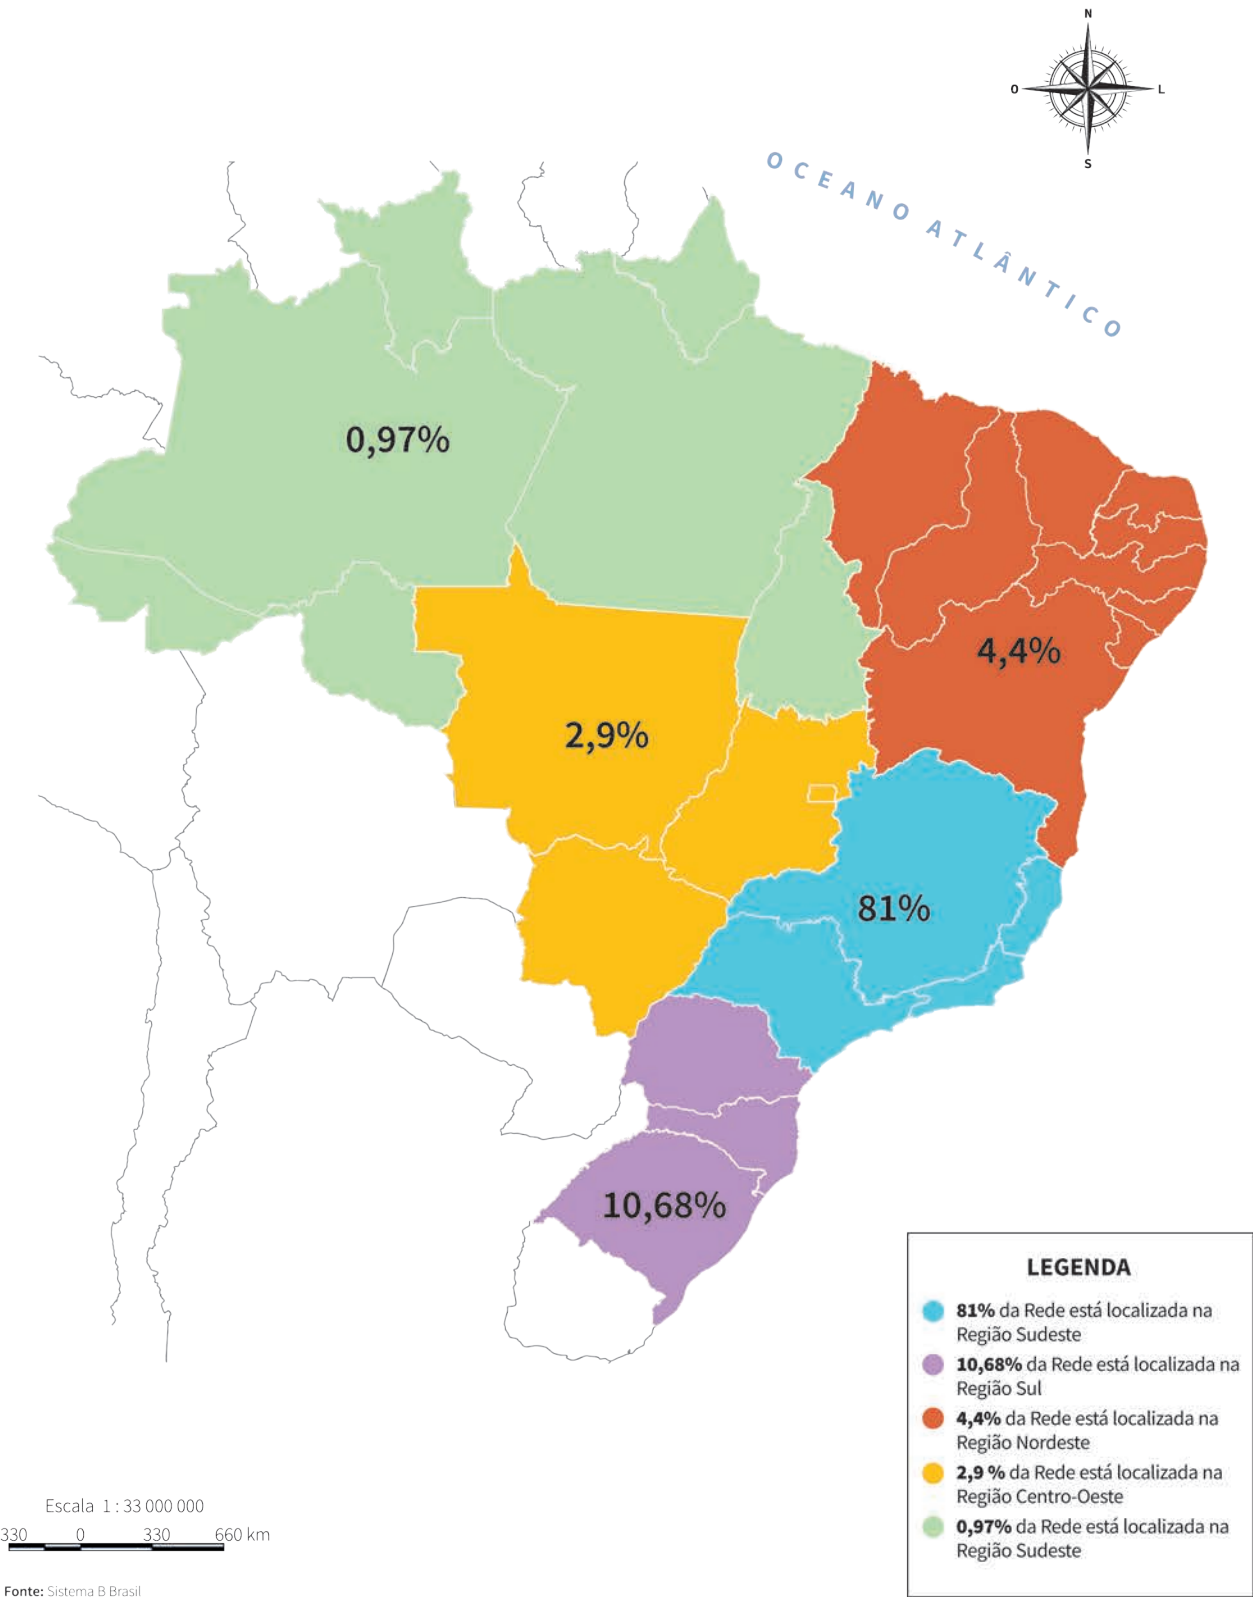 N
O
L
S
OCEANO ATLÂNTICO
0,97%
4,4%
2,9%
81%
10,68%
LEGENDA
81% da Rede está localizada na
Região Sudeste
10,68% da Rede está localizada na
Região Sul
4,4% da Rede está localizada na
Região Nordeste
2,9 % da Rede está localizada na
Região Centro-Oeste
0,97% da Rede está localizada na
Região Sudeste
Escala 1 : 33 000 000
330 0 330 660 km
Fonte: Sistema B Brasil